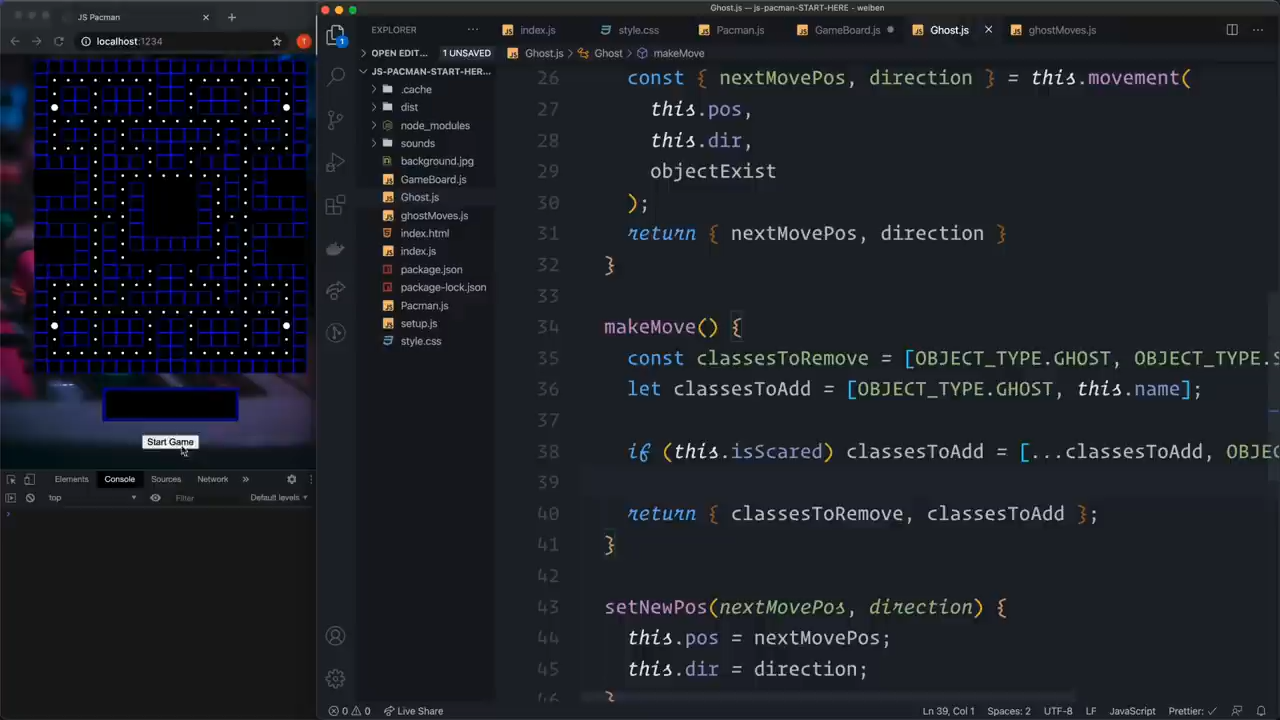 JS Pacman
localhost:1234
T
Start Game
Elements
Console
Sources
Network
»
top
Filter
Default levels
Ghost.js — js-pacman-START-HERE - weiben
EXPLORER
index.js
style.css
Pacman.js
GameBoard.js
Ghost.js
ghostMoves.js
OPEN EDIT... 1 UNSAVED
Ghost.js > Ghost > makeMove
JS-PACMAN-START-HER...
.cache
dist
node_modules
sounds
background.jpg
GameBoard.js
Ghost.js
ghostMoves.js
index.html
index.js
package.json
package-lock.json
Pacman.js
setup.js
style.css
26 const { nextMovePos, direction } = this.movement(
27 this.pos,
28 this.dir,
29 objectExist
30 );
31 return { nextMovePos, direction }
32 }
33
34 makeMove() {
35 const classesToRemove = [OBJECT_TYPE.GHOST, OBJECT_TYPE.S
36 let classesToAdd = [OBJECT_TYPE.GHOST, this.name];
37
38 if (this.isScared) classesToAdd = [...classesToAdd, OBJE
39
40 return { classesToRemove, classesToAdd };
41 }
42
43 setNewPos(nextMovePos, direction) {
44 this.pos = nextMovePos;
45 this.dir = direction;
46 }
0 0 Live Share
Ln 39, Col 1
Spaces: 2
UTF-8
LF
JavaScript
Prettier: ✓